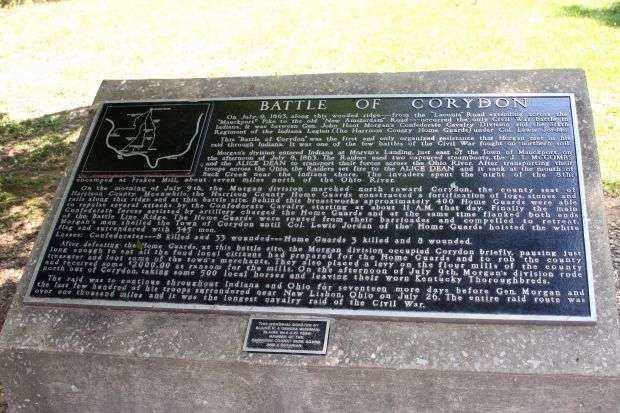 BATTLE OF CORYDON
On July 9, 1863, along this wooded ridge—from the Laconia Road extending across the
"Mauckport" Pike to the old "New Amsterdam" Road—occurred the only Civil War battle in
Indiana. It was between Gen. John Hunt Morgan's Confederate Cavalry Division and the Sixth
Regiment of the Indiana Legion (The Harrison County Home Guards) under Col. Lewis Jordan.
This "Battle of Corydon" was the first and only organized resistance that Morgan met in his
raid through Indiana. It was one of the few battles of the Civil War fought on northern soil.
Morgan's division entered Indiana at Morvin's Landing, just east of the Town of Mauckport, on
the afternoon of July 8, 1863. The Raiders used two captured steamboats, the J. T. McCOMBS
and the ALICE DEAN to transport their forces across the Ohio River. After transporting their
troops across the Ohio, the Raiders set fire to the ALICE DEAN and it sank at the mouth of
Buck Creek near the Indiana shore. The invaders spent the night of the 8th
encamped at Frakes Mill, north of the
On the morning of July 9th, the Morgan division marched north toward Corydon, the county seat of
Harrison County. Meanwhile the Harrison County Home Guards constructed a fortification of logs, stones and
rails along this ridge and at this battle site. Behind this breastworks approximately 400 Home Guards were able
to repulse several attacks by the Confederate Cavalry starting at about 11 A.M. that day. Finally the main
Confederate forces assisted by artillery charged the Home Guards and at the same time flanked both ends
of the Battle Line Ridge. The Home Guards were routed from their barricades and compelled to retreat.
Morgan's men shelled the Town of Corydon until Col. Lewis Jordan of the Home Guards hoisted the white
flag and surrendered with 345 men.
Losses: Confederate—8 killed and 33 wounded—Home Guards 3 killed and 8 wounded.
After defeating the Home Guards, at this battle site, the Morgan division occupied Corydon briefly, pausing just
long enough to eat the food local citizens had prepared for the Home Guards and to rob the county
treasurer and loot some of the town's merchants. They also placed a levy on the flour mills of the county
and received some $2000.00 as ransom for the mills. On the afternoon of July 9th, Morgan's division rode
north out of Corydon, taking some 500 local horses and leaving their worn Kentucky Thoroughbreds.
The raid was to continue throughout Indiana and Ohio for seventeen more days before Gen. Morgan and
the last few hundred of his troops surrendered near New Lisbon, Ohio on July 26. The entire raid route was
over one thousand miles and it was the longest cavalry raid of the Civil War.
THIS MEMORIAL DONATED BY
MEMBER OF THE
HARRISON COUNTY PARK BOARD